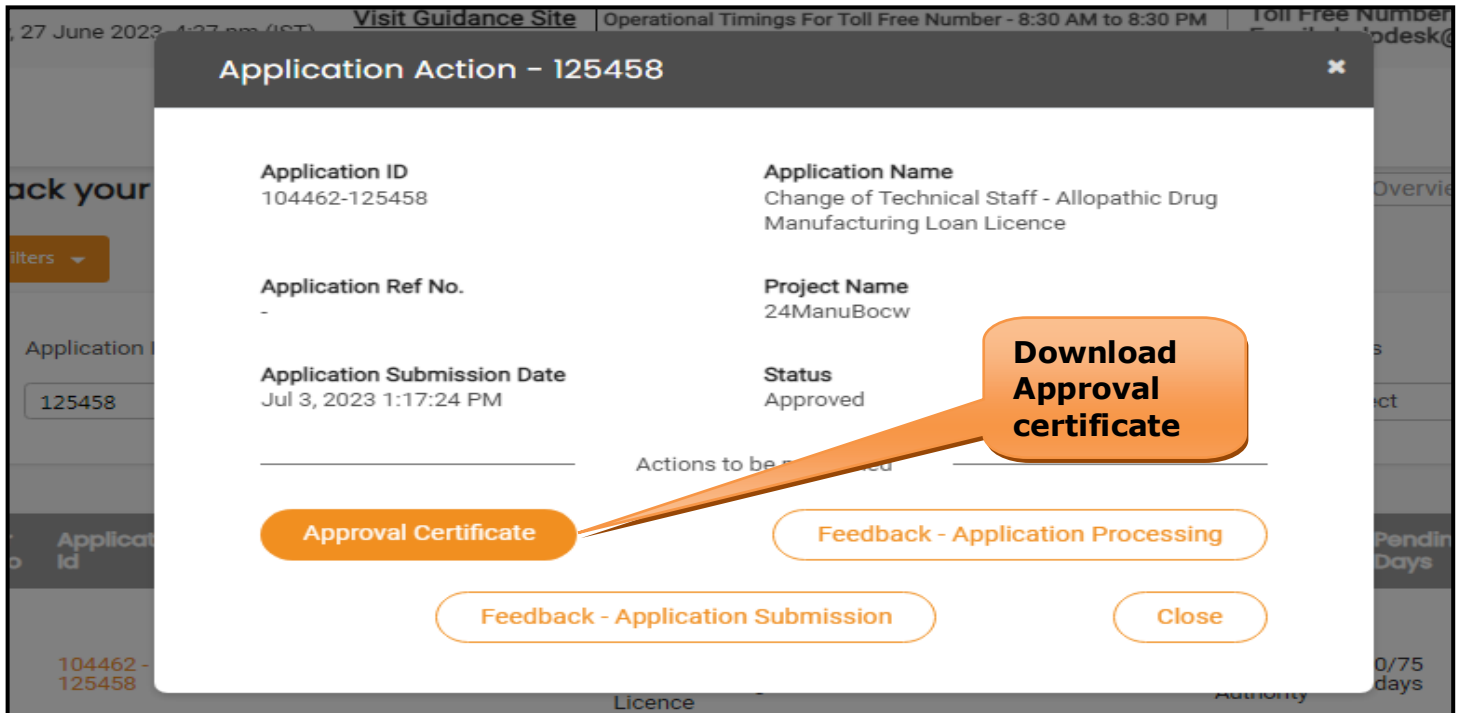 , 27 June 2023, 4:27 pm (IST)
Visit Guidance Site
Operational Timings For Toll Free Number - 8:30 AM to 8:30 PM
Toll Free Number
Application Action - 125458
Application ID
104462-125458
Application Name
Change of Technical Staff - Allopathic Drug
Manufacturing Loan Licence
ack your
Overvie
ilters
Application Ref No.
-
Project Name
24ManuBocw
Application I
125458
Application Submission Date
Jul 3, 2023 1:17:24 PM
Status
Approved
Download
Approval
certificate
s
ect
Actions to be
Approval Certificate
Feedback - Application Processing
Applicat
Id
o
Pendin
Days
Feedback - Application Submission
Close
104462 -
125458
Licence
Authority
0/75
days